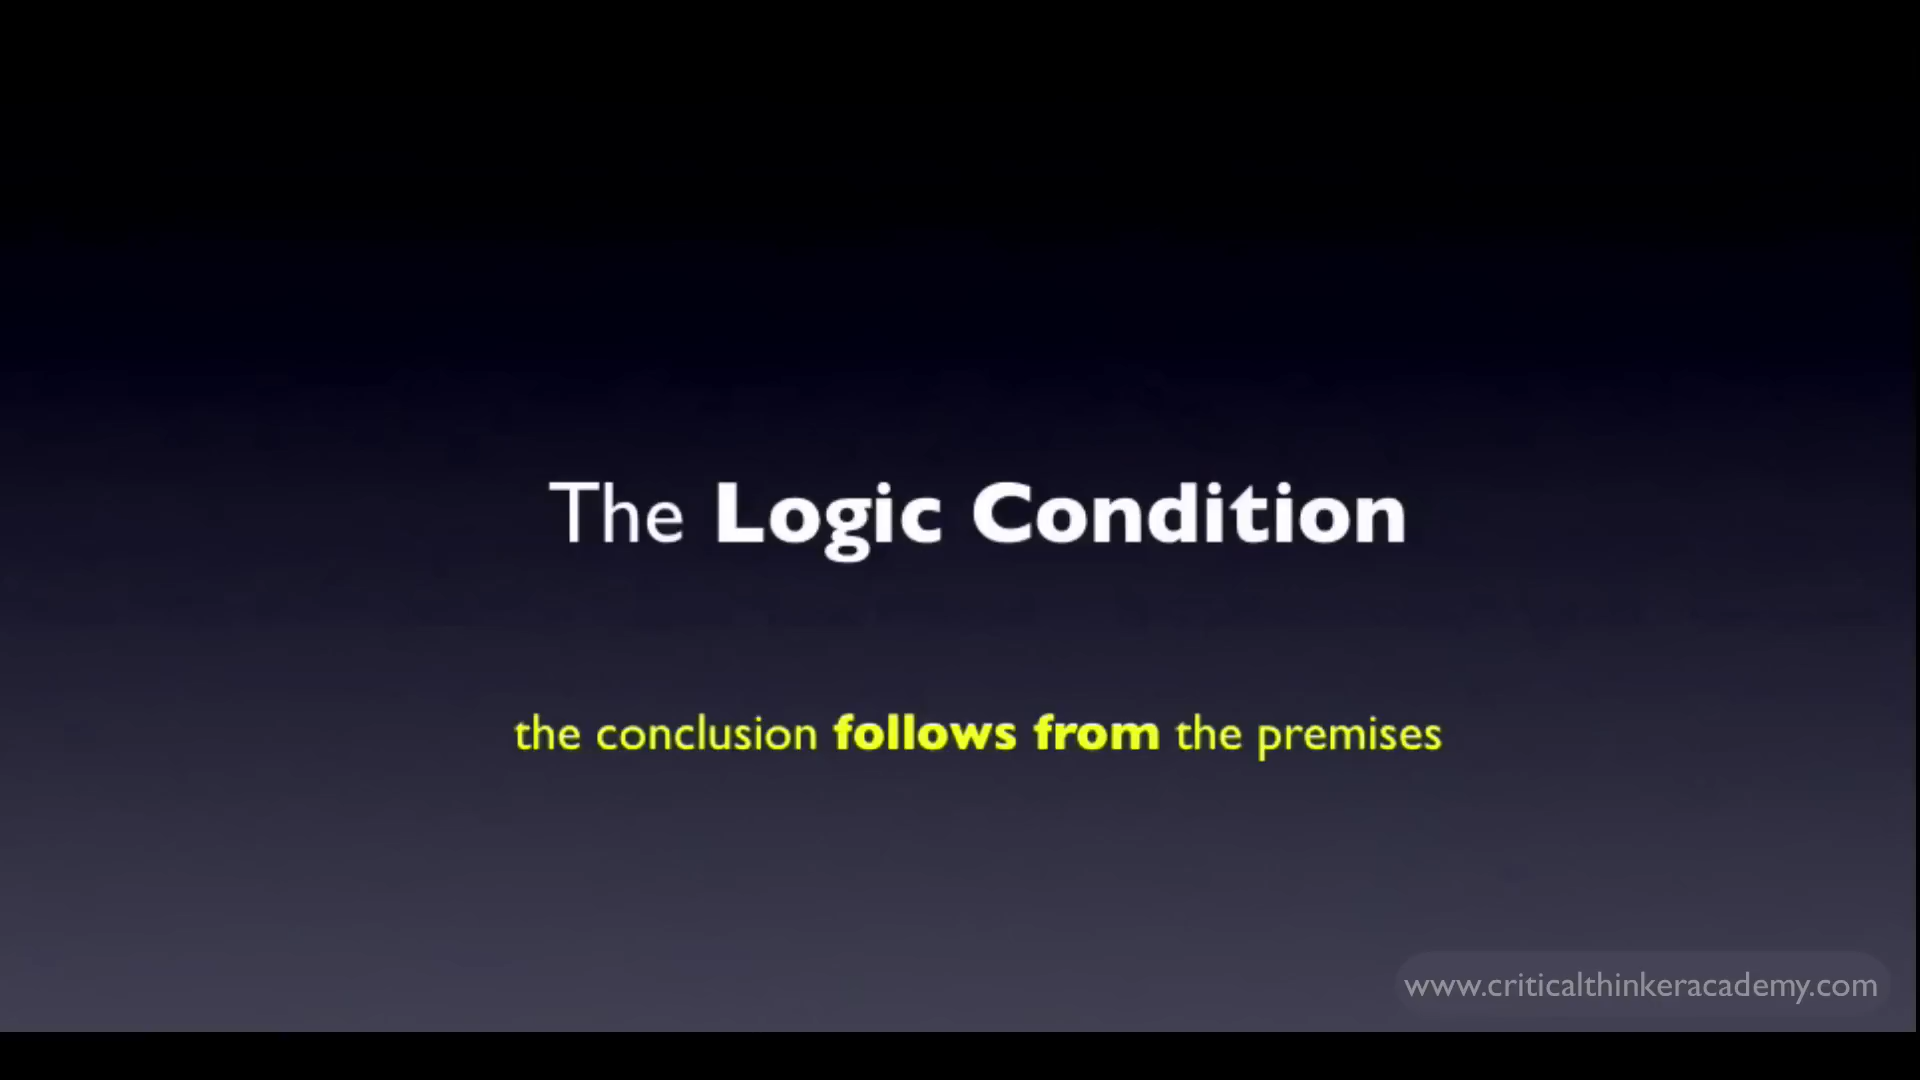 The Logic Condition
the conclusion follows from the premises
www.criticalthinkeracademy.com